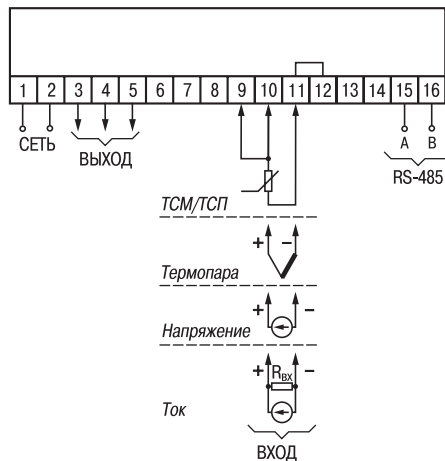 1 2 3 4 5 6 7 8 9 10 11 12 13 14 15 16
СЕТЬ
ВЫХОД
A B
RS-485
ТСМ/ТСП
+ –
Термопара
+ –
Напряжение
+ –
Rвх
Ток
ВХОД